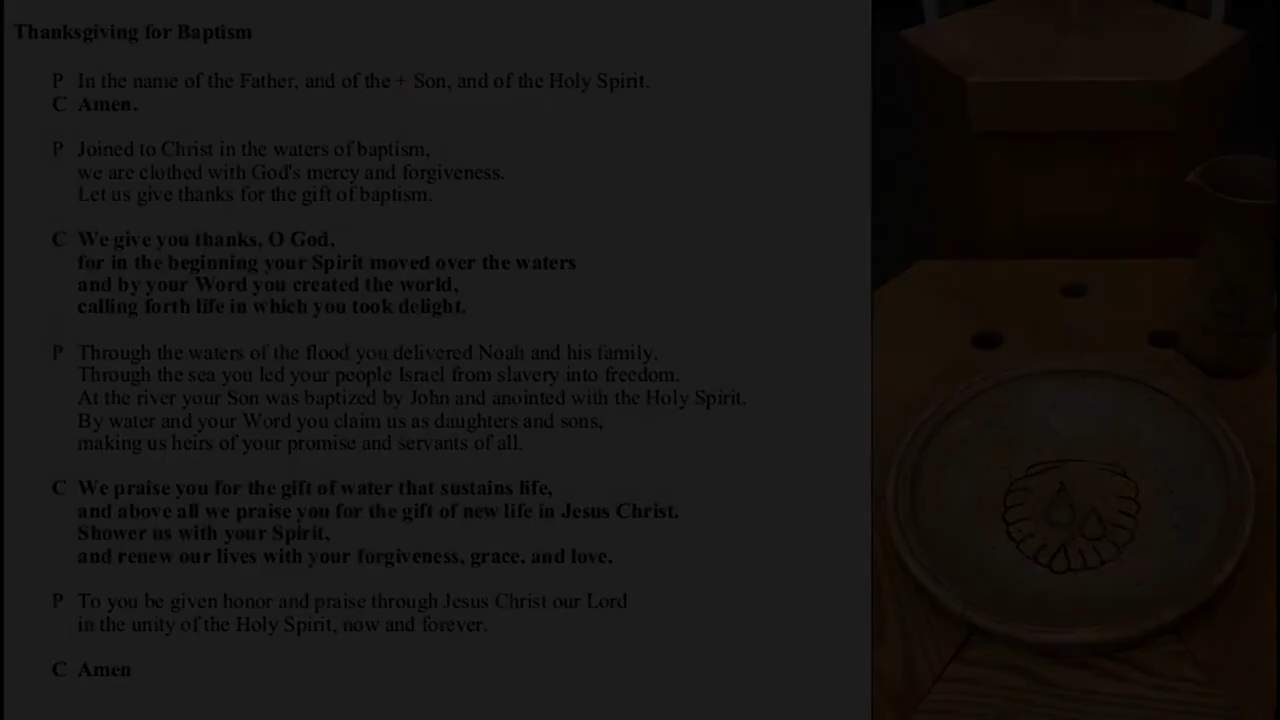 Thanksgiving for Baptism
P In the name of the Father, and of the + Son, and of the Holy Spirit.
C Amen.
P Joined to Christ in the waters of baptism,
we are clothed with God's mercy and forgiveness.
Let us give thanks for the gift of baptism.
C We give you thanks, O God,
for in the beginning your Spirit moved over the waters
and by your Word you created the world,
calling forth life in which you took delight.
P Through the waters of the flood you delivered Noah and his family.
Through the sea you led your people Israel from slavery into freedom.
At the river your Son was baptized by John and anointed with the Holy Spirit.
By water and your Word you claim us as daughters and sons,
making us heirs of your promise and servants of all.
C We praise you for the gift of water that sustains life,
and above all we praise you for the gift of new life in Jesus Christ.
Shower us with your Spirit,
and renew our lives with your forgiveness, grace, and love.
P To you be given honor and praise through Jesus Christ our Lord
in the unity of the Holy Spirit, now and forever.
C Amen